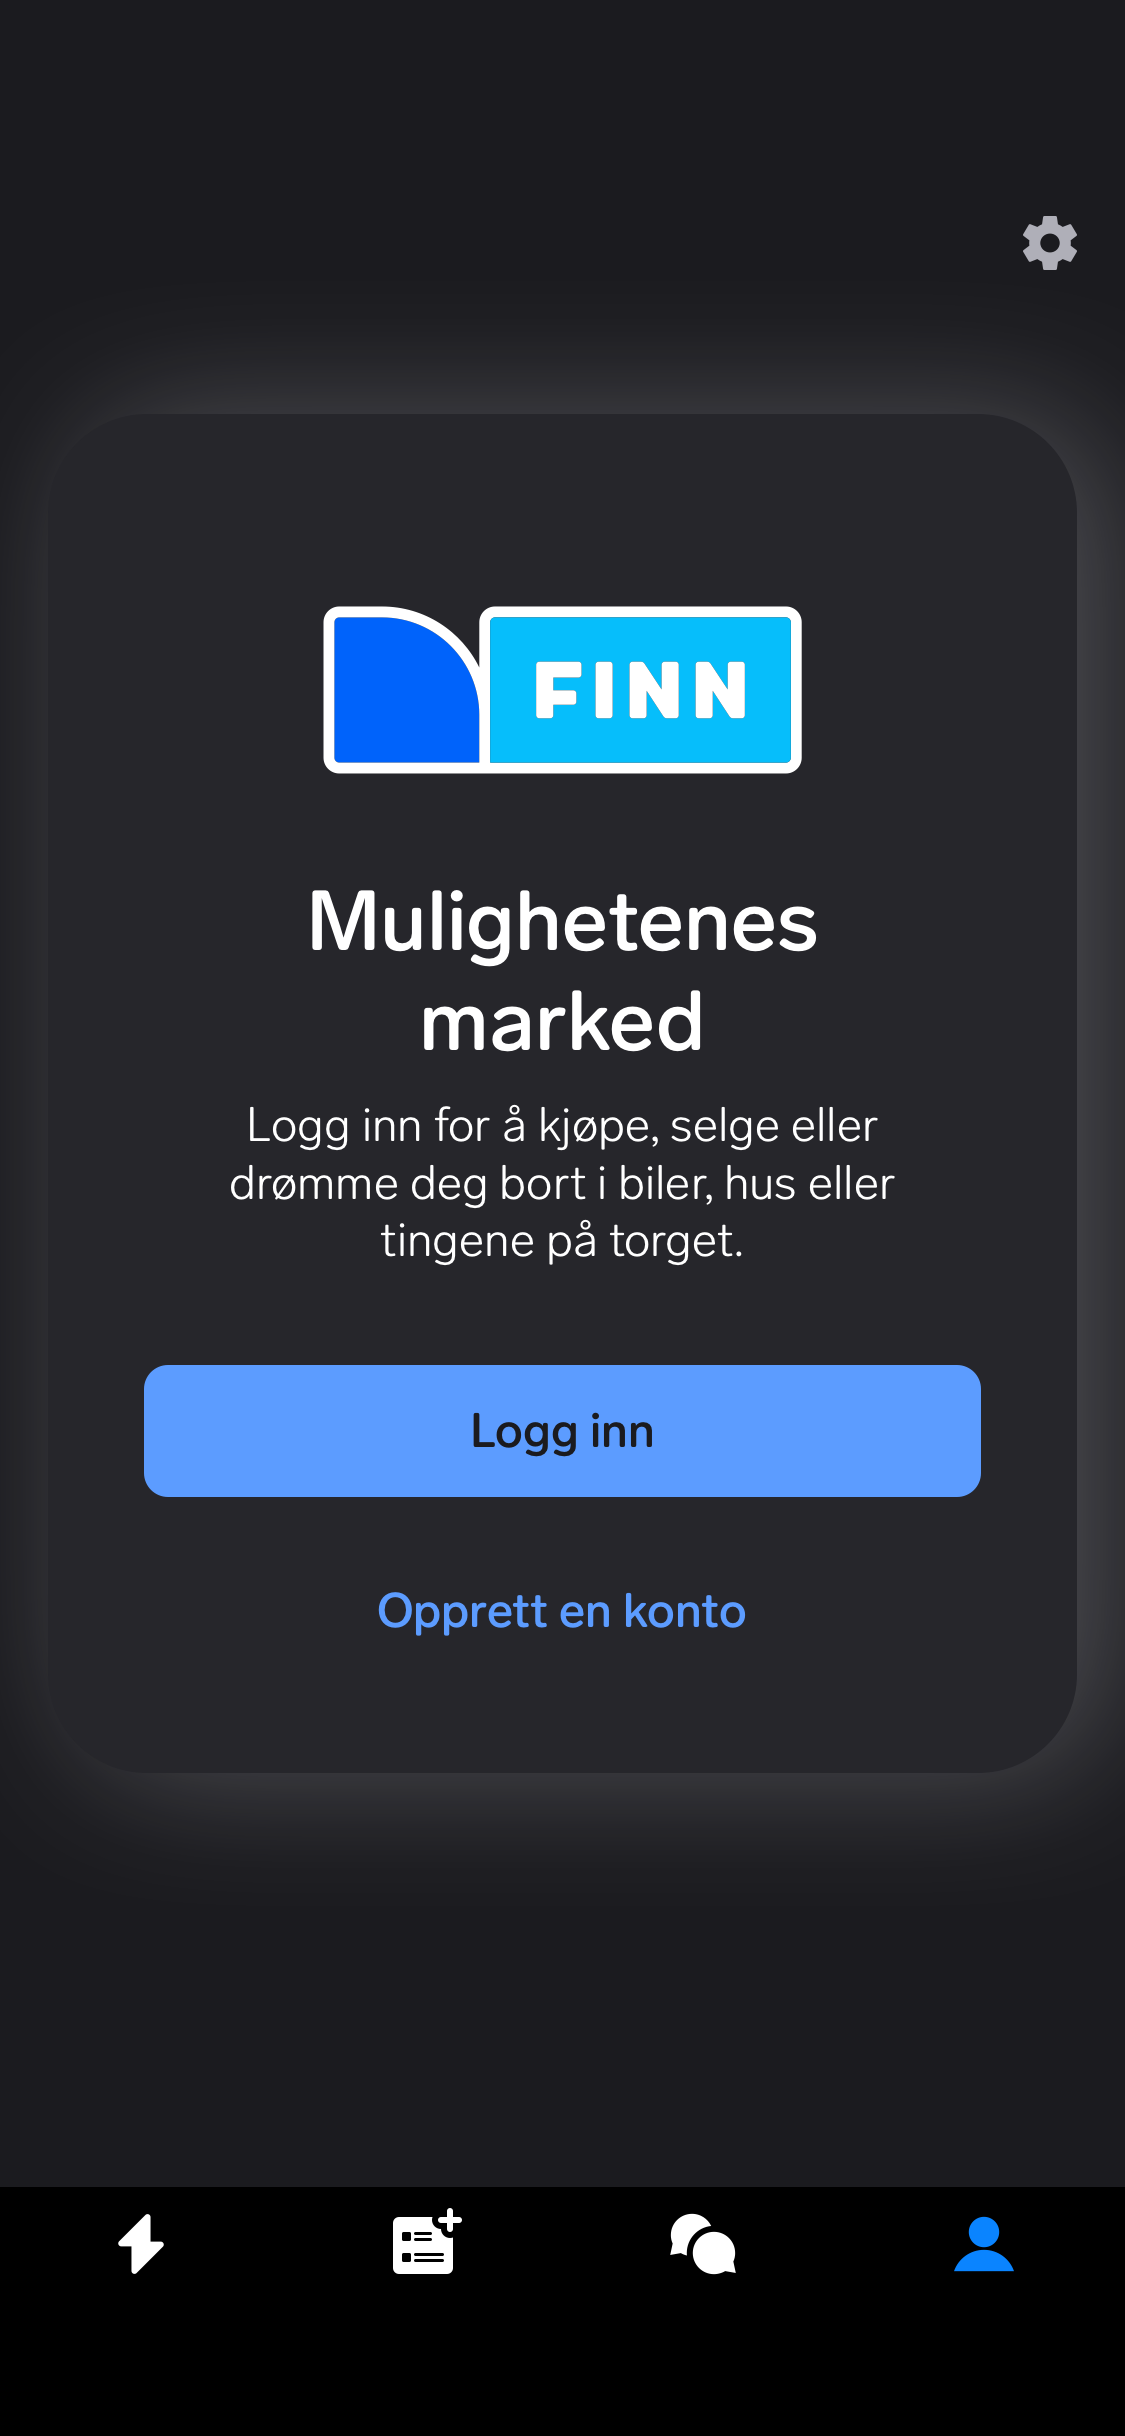 FINN
Mulighetenes
marked
Logg inn for å kjøpe, selge eller
drømme deg bort i biler, hus eller
tingene på torget.
Logg inn
Opprett en konto